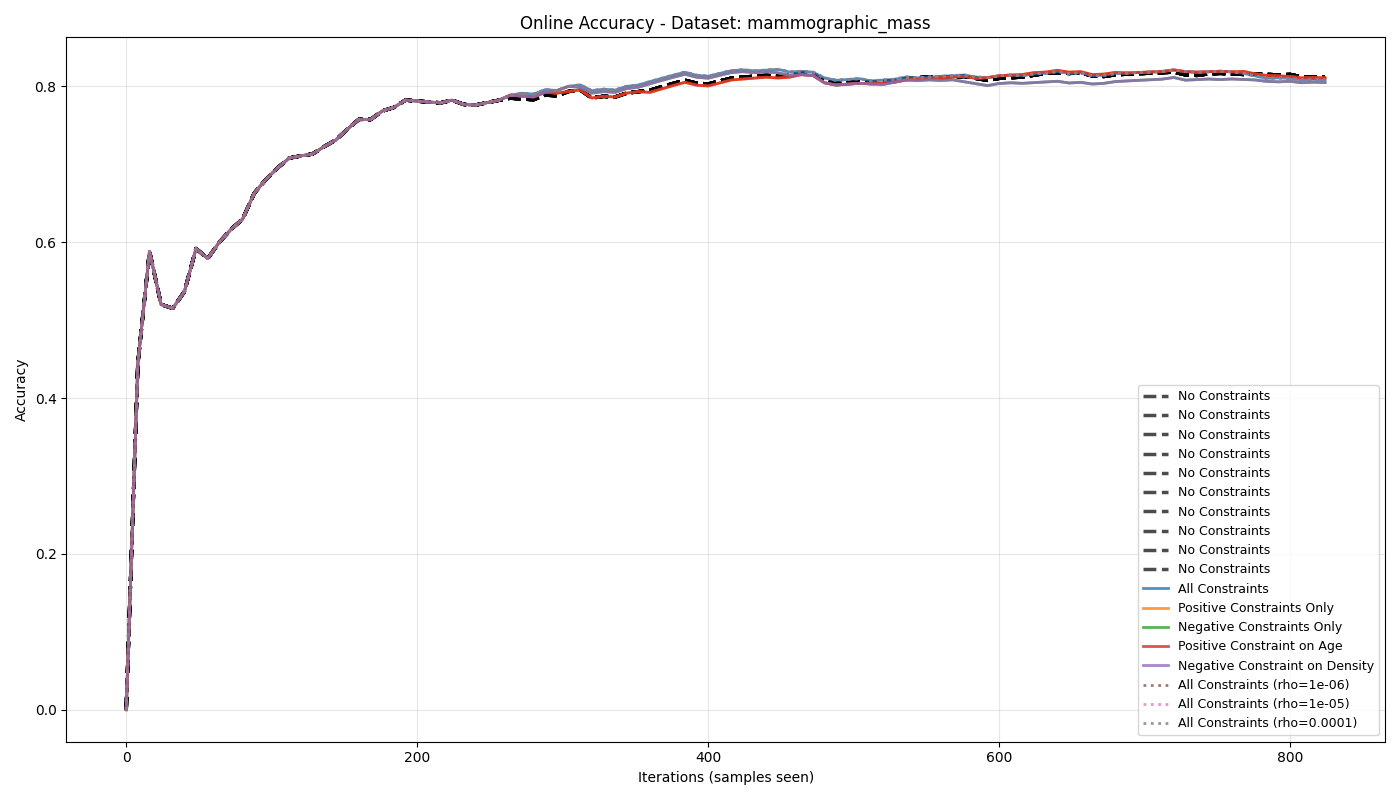 Online Accuracy - Dataset: mammographic_mass
Accuracy
0.8
0.6
0.4
0.2
0.0
No Constraints
No Constraints
No Constraints
No Constraints
No Constraints
No Constraints
No Constraints
No Constraints
No Constraints
No Constraints
All Constraints
Positive Constraints Only
Negative Constraints Only
Positive Constraint on Age
Negative Constraint on Density
All Constraints (rho=1e-06)
All Constraints (rho=1e-05)
All Constraints (rho=0.0001)
0 200 400 600 800
Iterations (samples seen)